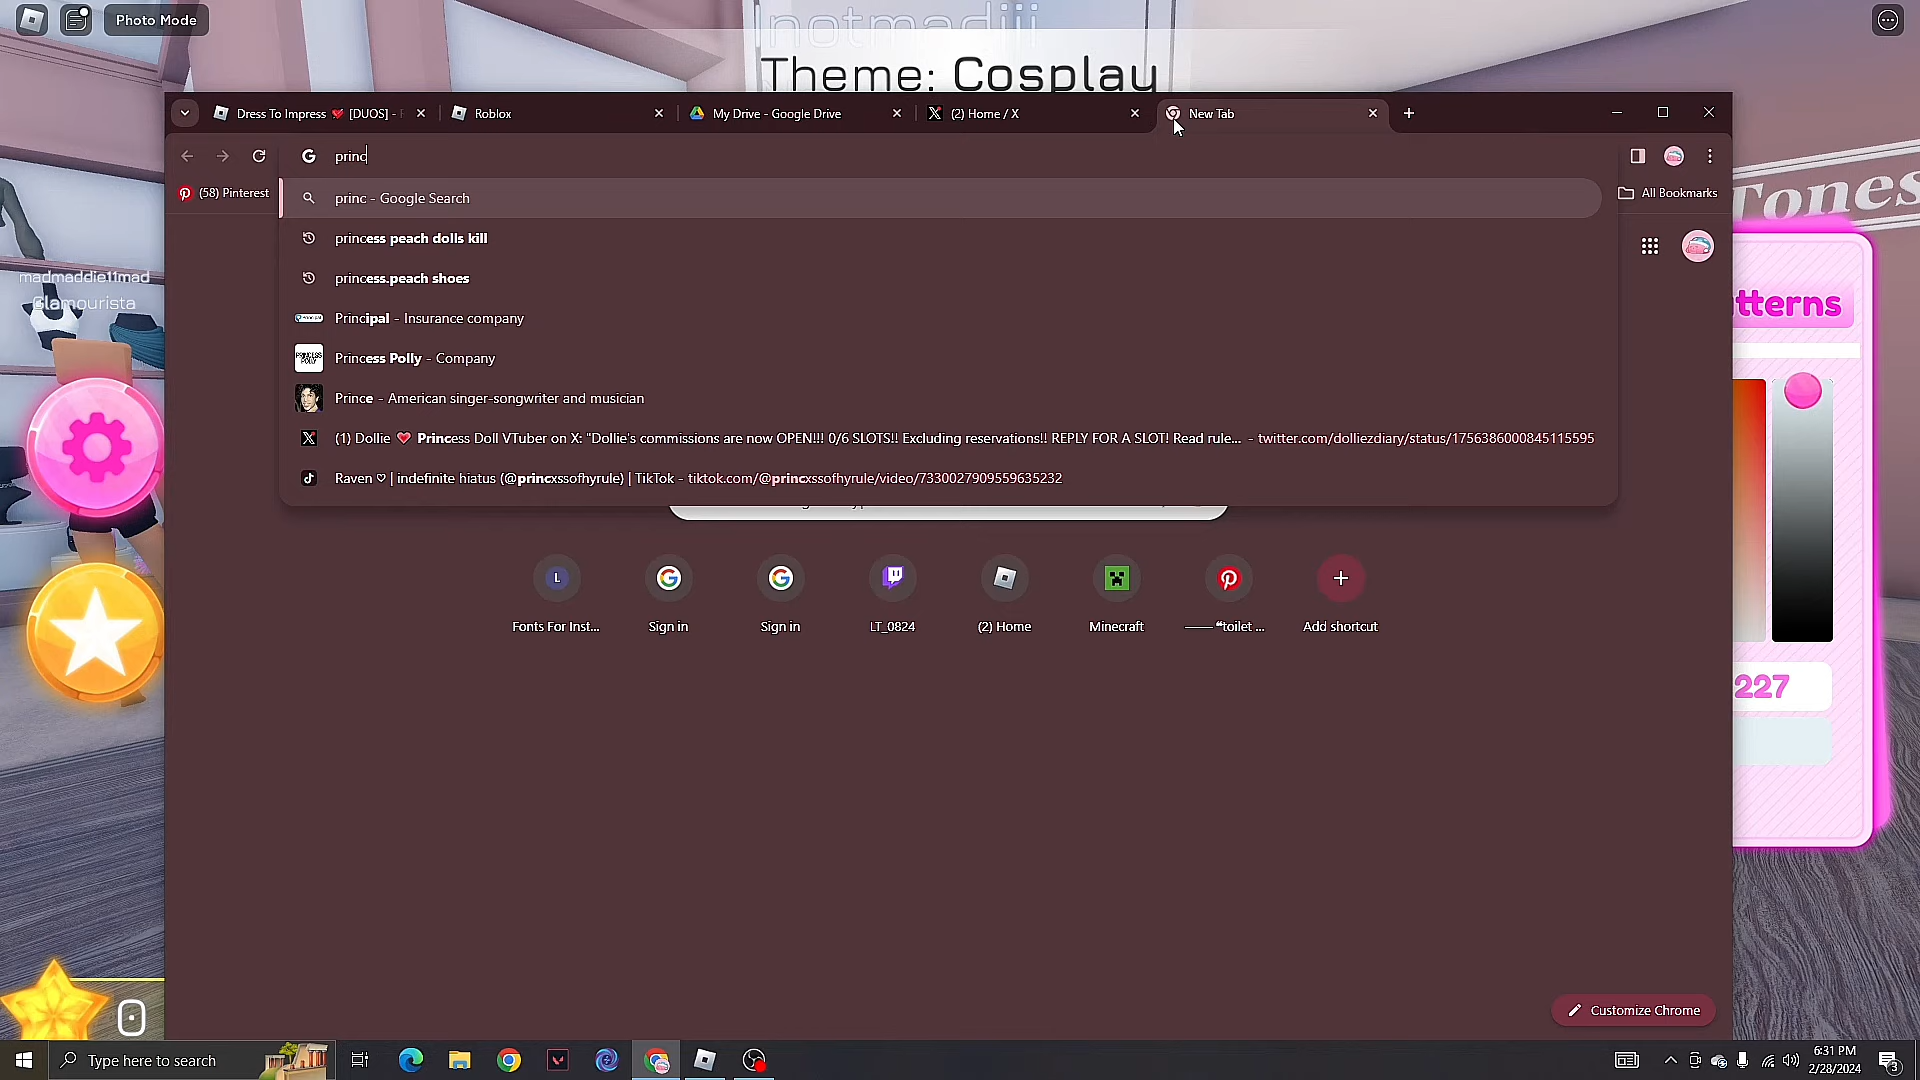 Photo Mode
notmadjjj
Theme: Cosplay
Dress To Impress ❤️ [DUOS] -
Roblox
My Drive - Google Drive
(2) Home / X
New Tab
princ
(58) Pinterest
princ - Google Search
All Bookmarks
princess peach dolls kill
princess.peach shoes
Principal - Insurance company
Princess Polly - Company
PRINCESS POLLY
Prince - American singer-songwriter and musician
(1) Dollie ❤️ Princess Doll VTuber on X: "Dollie's commissions are now OPEN!!! 0/6 SLOTS!! Excluding reservations!! REPLY FOR A SLOT! Read rule... - twitter.com/dolliezdiary/status/1756386000845115595
Raven ♡ | indefinite hiatus (@princxssofhyrule) | TikTok - tiktok.com/@princxssofhyrule/video/7330027909559635232
Tones
madmaddie11mad
Glamourista
tterns
L
Fonts For Inst...
Sign in
Sign in
LT_0824
(2) Home
Minecraft
—— ❝toilet ...
Add shortcut
227
0
Customize Chrome
Type here to search
6:31 PM
2/28/2024
3